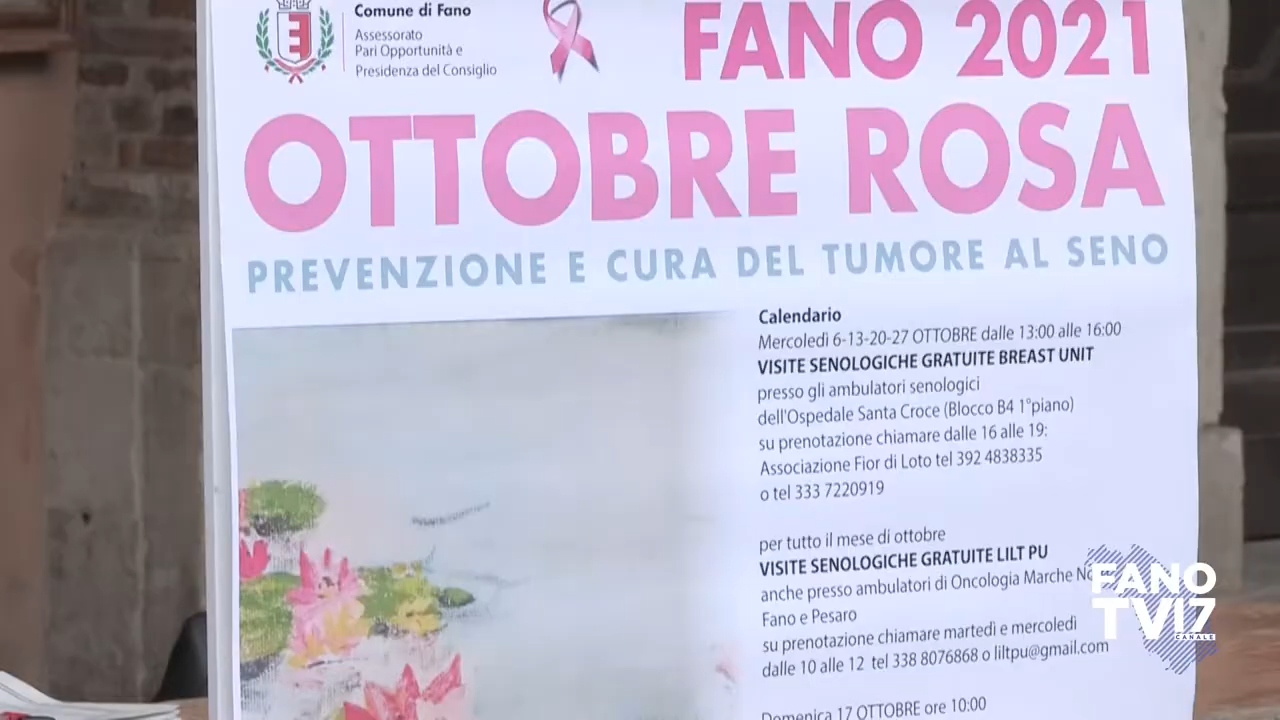 Comune di Fano
Assessorato
Pari Opportunità e
Presidenza del Consiglio
FANO 2021
OTTOBRE ROSA
PREVENZIONE E CURA DEL TUMORE AL SENO
Calendario
Mercoledì 6-13-20-27 OTTOBRE dalle 13:00 alle 16:00
VISITE SENOLOGICHE GRATUITE BREAST UNIT
presso gli ambulatori senologici
dell'Ospedale Santa Croce (Blocco B4 1°piano)
su prenotazione chiamare dalle 16 alle 19:
Associazione Fior di Loto tel 392 4838335
o tel 333 7220919
per tutto il mese di ottobre
VISITE SENOLOGICHE GRATUITE LILT PU
anche presso ambulatori di Oncologia Marche
Fano e Pesaro
su prenotazione chiamare martedì e mercoledì
dalle 10 alle 12 tel 338 8076868 o liltpu@gmail.com
Domenica 17 OTTOBRE ore 10:00
FANO
TV17
CANALE